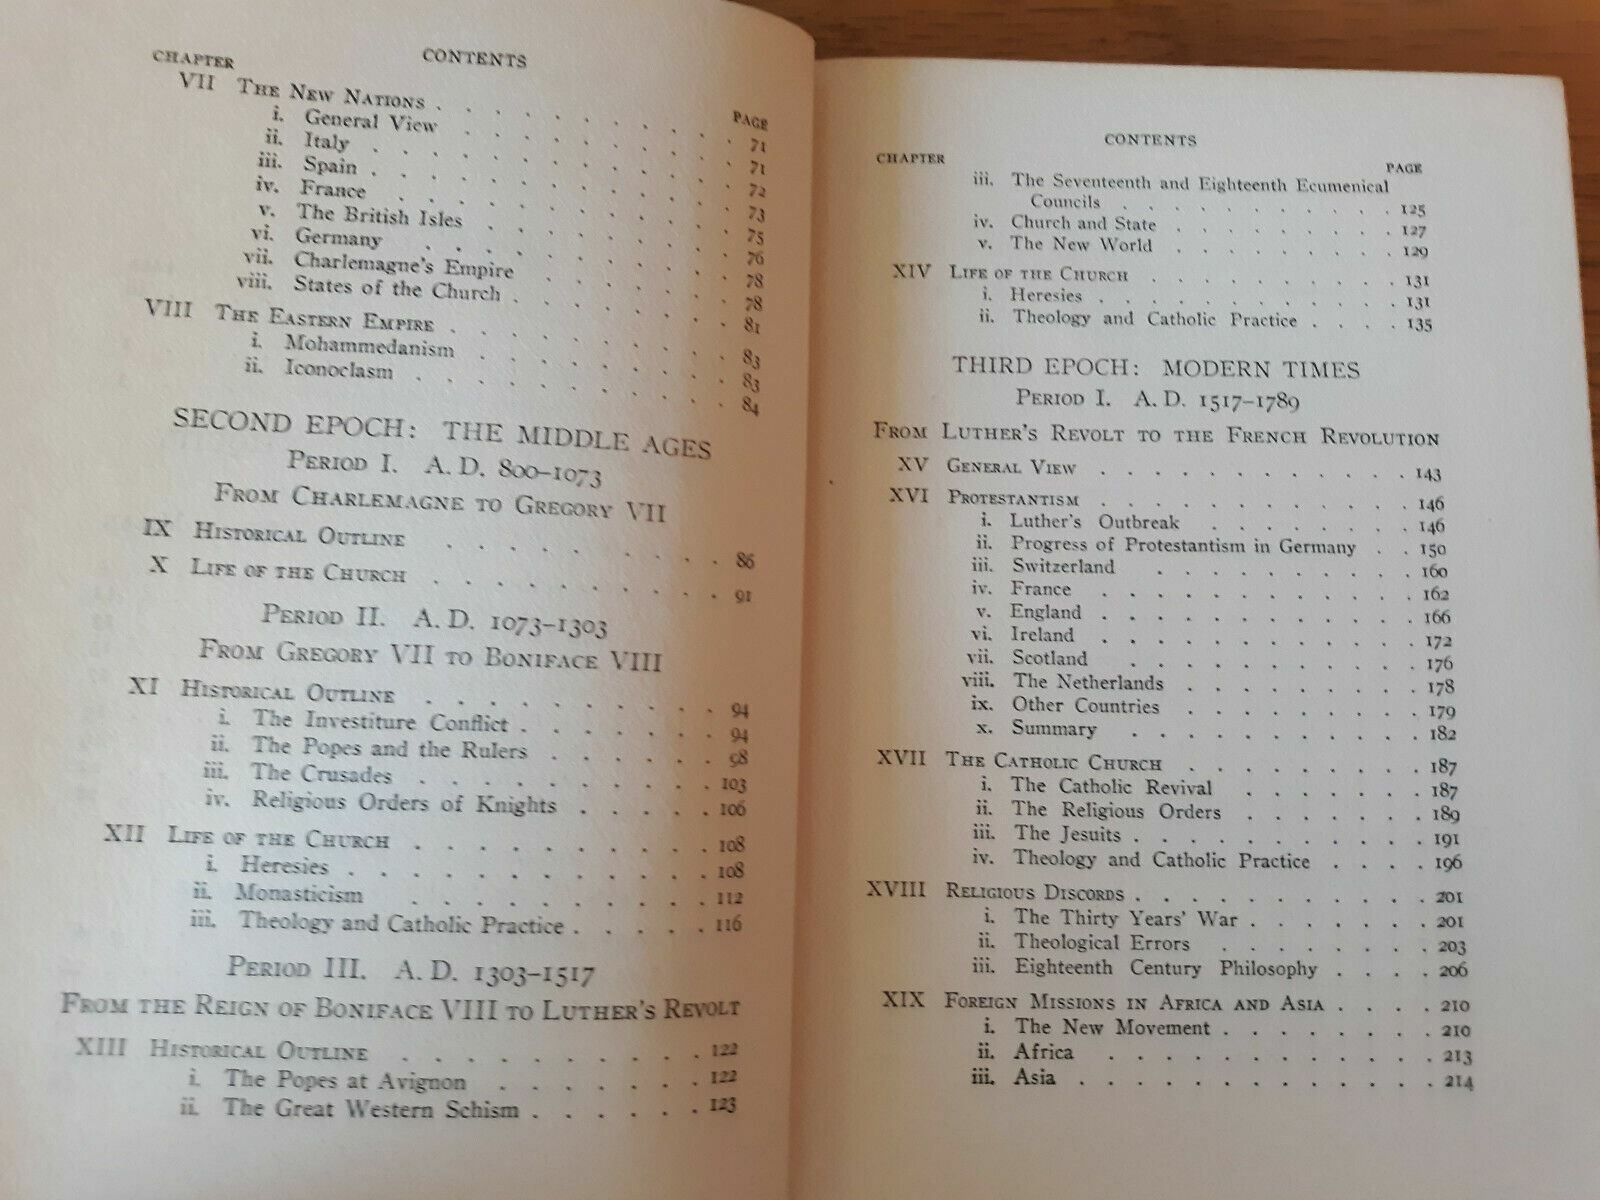 CONTENTS
CHAPTER PAGE
VII THE NEW NATIONS . . . . . . . . . 71
i. General View . . . . . . . . 71
ii. Italy . . . . . . . . . . 72
iii. Spain . . . . . . . . . . 73
iv. France . . . . . . . . . 75
v. The British Isles . . . . . . . 76
vi. Germany . . . . . . . . 78
vii. Charlemagne's Empire . . . . . . 78
viii. States of the Church . . . . . . 81
VIII THE EASTERN EMPIRE . . . . . . . . 83
i. Mohammedanism . . . . . . . 83
ii. Iconoclasm . . . . . . . . 84
SECOND EPOCH: THE MIDDLE AGES
PERIOD I. A. D. 800–1073
FROM CHARLEMAGNE TO GREGORY VII
IX HISTORICAL OUTLINE . . . . . . . . 86
X LIFE OF THE CHURCH . . . . . . . . 91
PERIOD II. A. D. 1073–1303
FROM GREGORY VII TO BONIFACE VIII
XI HISTORICAL OUTLINE . . . . . . . . 94
i. The Investiture Conflict . . . . . . 94
ii. The Popes and the Rulers . . . . . 98
iii. The Crusades . . . . . . . . 103
iv. Religious Orders of Knights . . . . . 106
XII LIFE OF THE CHURCH . . . . . . . . 108
i. Heresies . . . . . . . . . 108
ii. Monasticism . . . . . . . . 112
iii. Theology and Catholic Practice . . . . . 116
PERIOD III. A. D. 1303–1517
FROM THE REIGN OF BONIFACE VIII TO LUTHER'S REVOLT
XIII HISTORICAL OUTLINE . . . . . . . . 122
i. The Popes at Avignon . . . . . . 122
ii. The Great Western Schism . . . . . 123
CONTENTS
CHAPTER PAGE
iii. The Seventeenth and Eighteenth Ecumenical
Councils . . . . . . . . . . 125
iv. Church and State . . . . . . . 127
v. The New World . . . . . . . 129
XIV LIFE OF THE CHURCH . . . . . . . . 131
i. Heresies . . . . . . . . . . 131
ii. Theology and Catholic Practice . . . . 135
THIRD EPOCH: MODERN TIMES
PERIOD I. A. D. 1517–1789
FROM LUTHER'S REVOLT TO THE FRENCH REVOLUTION
XV GENERAL VIEW . . . . . . . . . 143
XVI PROTESTANTISM . . . . . . . . . 146
i. Luther's Outbreak . . . . . . . 146
ii. Progress of Protestantism in Germany . . 150
iii. Switzerland . . . . . . . . 160
iv. France . . . . . . . . . . 162
v. England . . . . . . . . . 166
vi. Ireland . . . . . . . . . 172
vii. Scotland . . . . . . . . . 176
viii. The Netherlands . . . . . . . 178
ix. Other Countries . . . . . . . 179
x. Summary . . . . . . . . . 182
XVII THE CATHOLIC CHURCH . . . . . . . 187
i. The Catholic Revival . . . . . . 187
ii. The Religious Orders . . . . . . 189
iii. The Jesuits . . . . . . . . . 191
iv. Theology and Catholic Practice . . . . 196
XVIII RELIGIOUS DISCORDS . . . . . . . . 201
i. The Thirty Years' War . . . . . . 201
ii. Theological Errors . . . . . . . 203
iii. Eighteenth Century Philosophy . . . . 206
XIX FOREIGN MISSIONS IN AFRICA AND ASIA . . . . 210
i. The New Movement . . . . . . . 210
ii. Africa . . . . . . . . . . 213
iii. Asia . . . . . . . . . . . 214